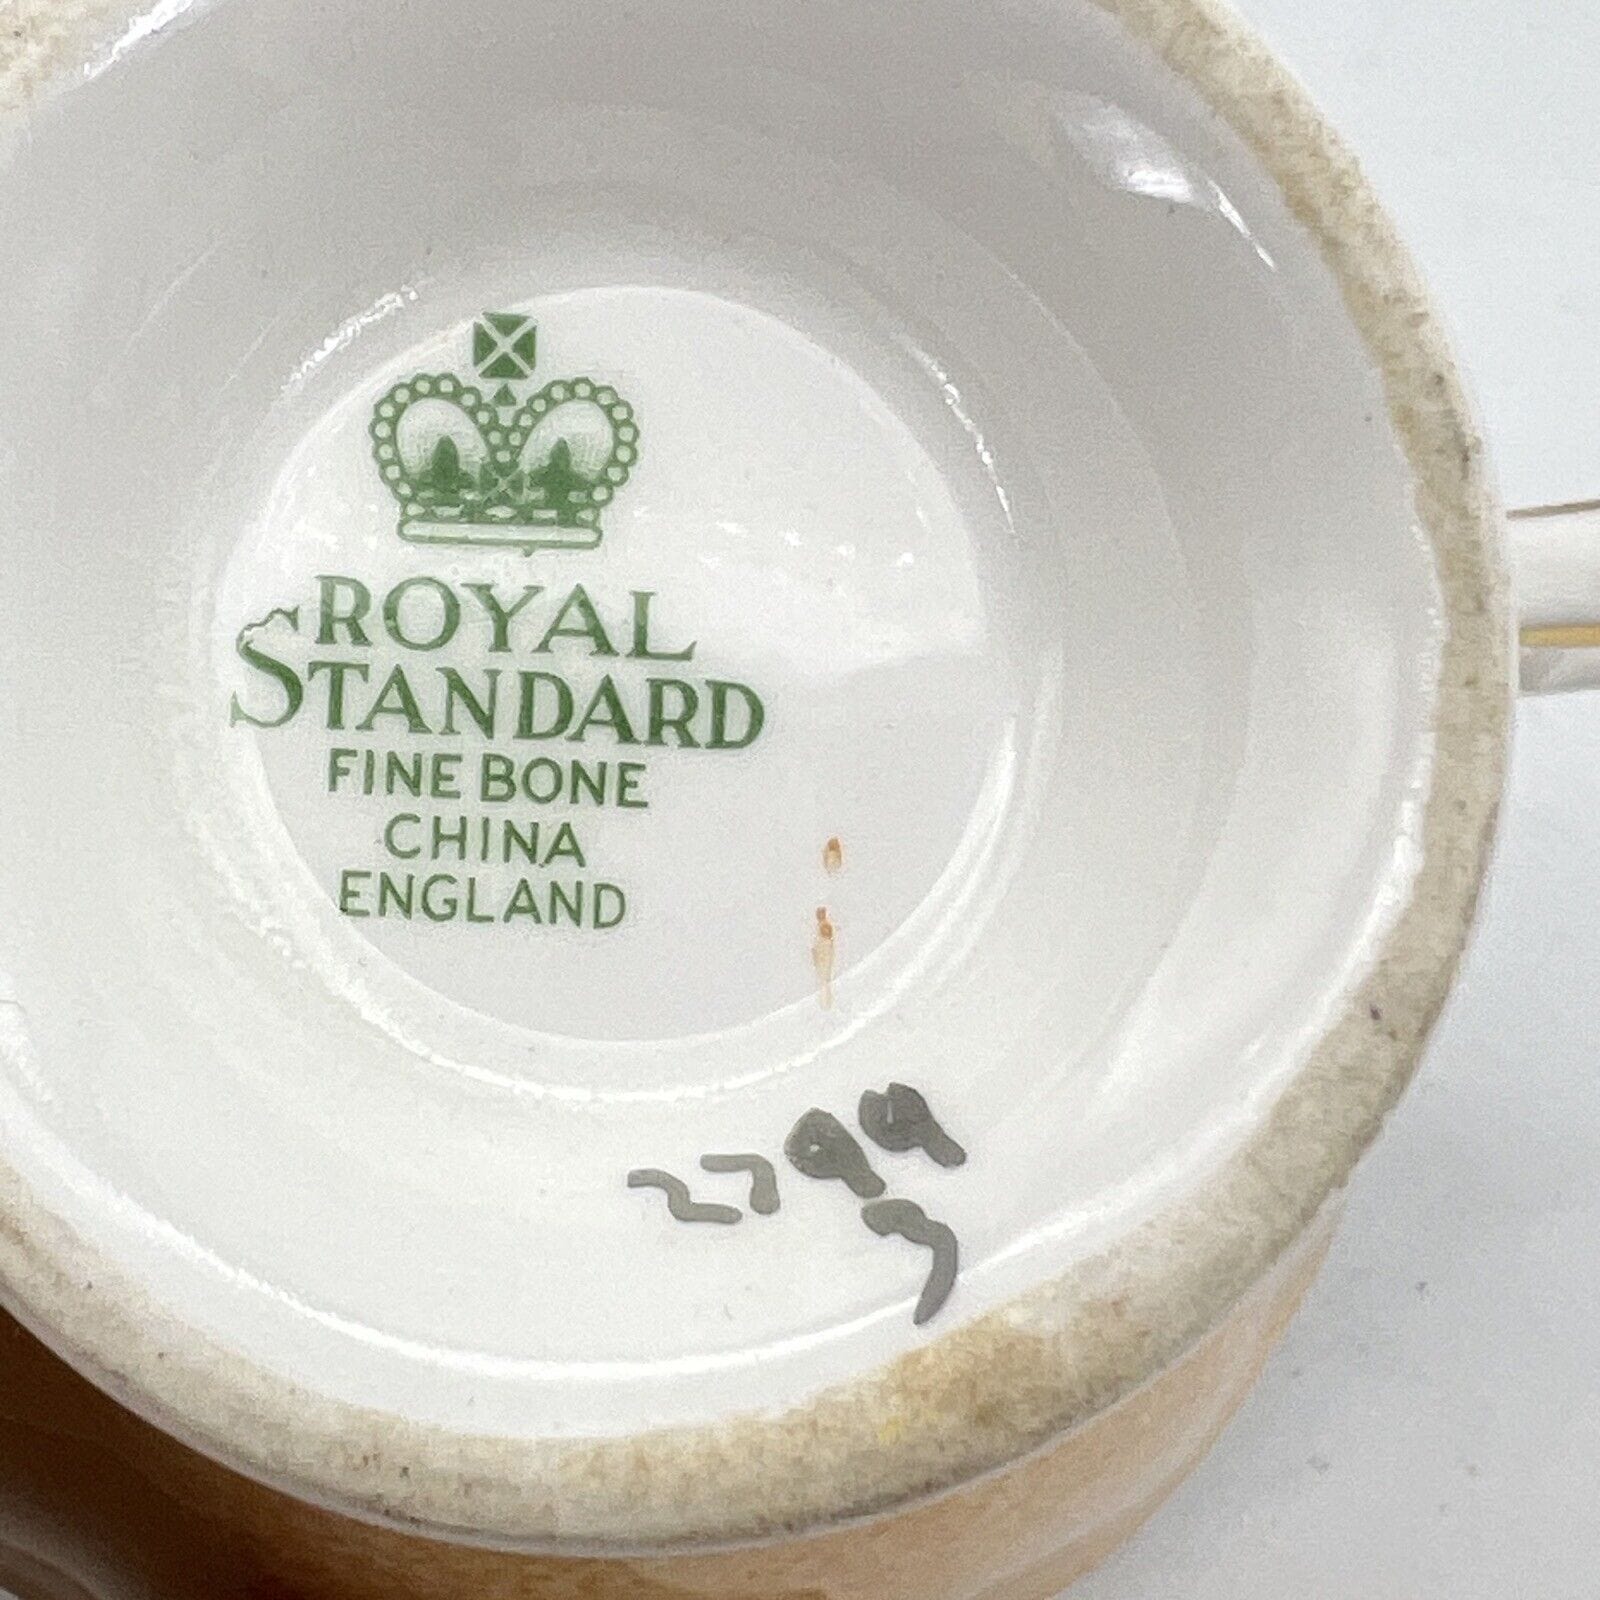 ROYAL
STANDARD
FINE BONE
CHINA
ENGLAND
2799